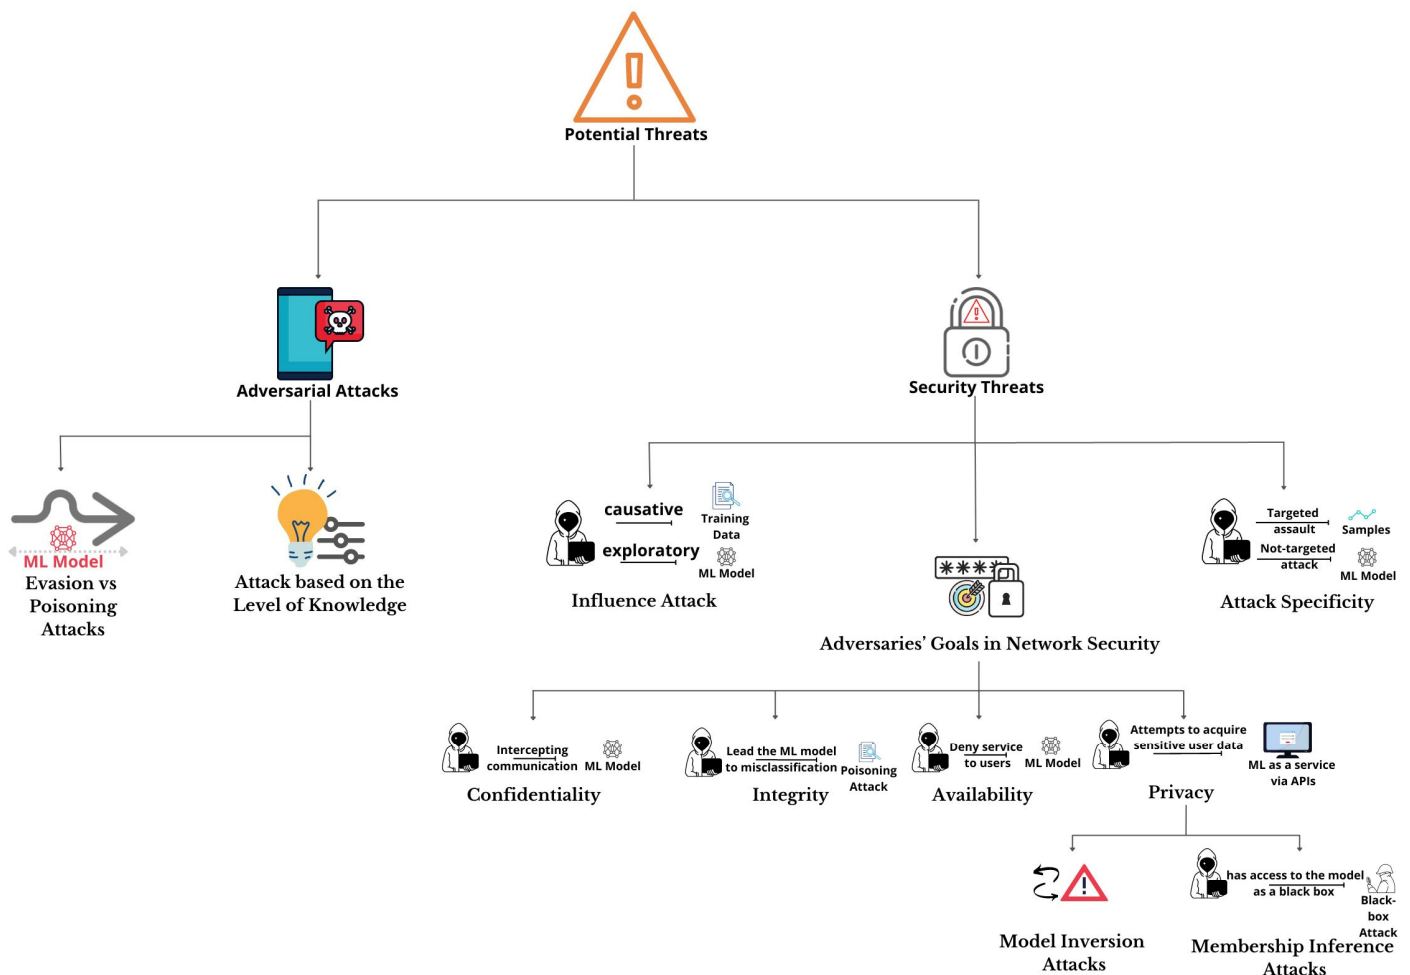 Potential Threats
Adversarial Attacks
Security Threats
ML Model
Evasion vs
Poisoning
Attacks
Attack based on the
Level of Knowledge
causative
Training
Data
exploratory
ML Model
Influence Attack
****
Adversaries’ Goals in Network Security
Targeted
assault
Samples
Not-targeted
attack
ML Model
Attack Specificity
Intercepting
communication
ML Model
Confidentiality
Lead the ML model
to misclassification
Poisoning
Attack
Integrity
Deny service
to users
ML Model
Availability
Attempts to acquire
sensitive user data
ML as a service
via APIs
Privacy
Model Inversion
Attacks
has access to the model
as a black box
Black-
box
Attack
Membership Inference
Attacks